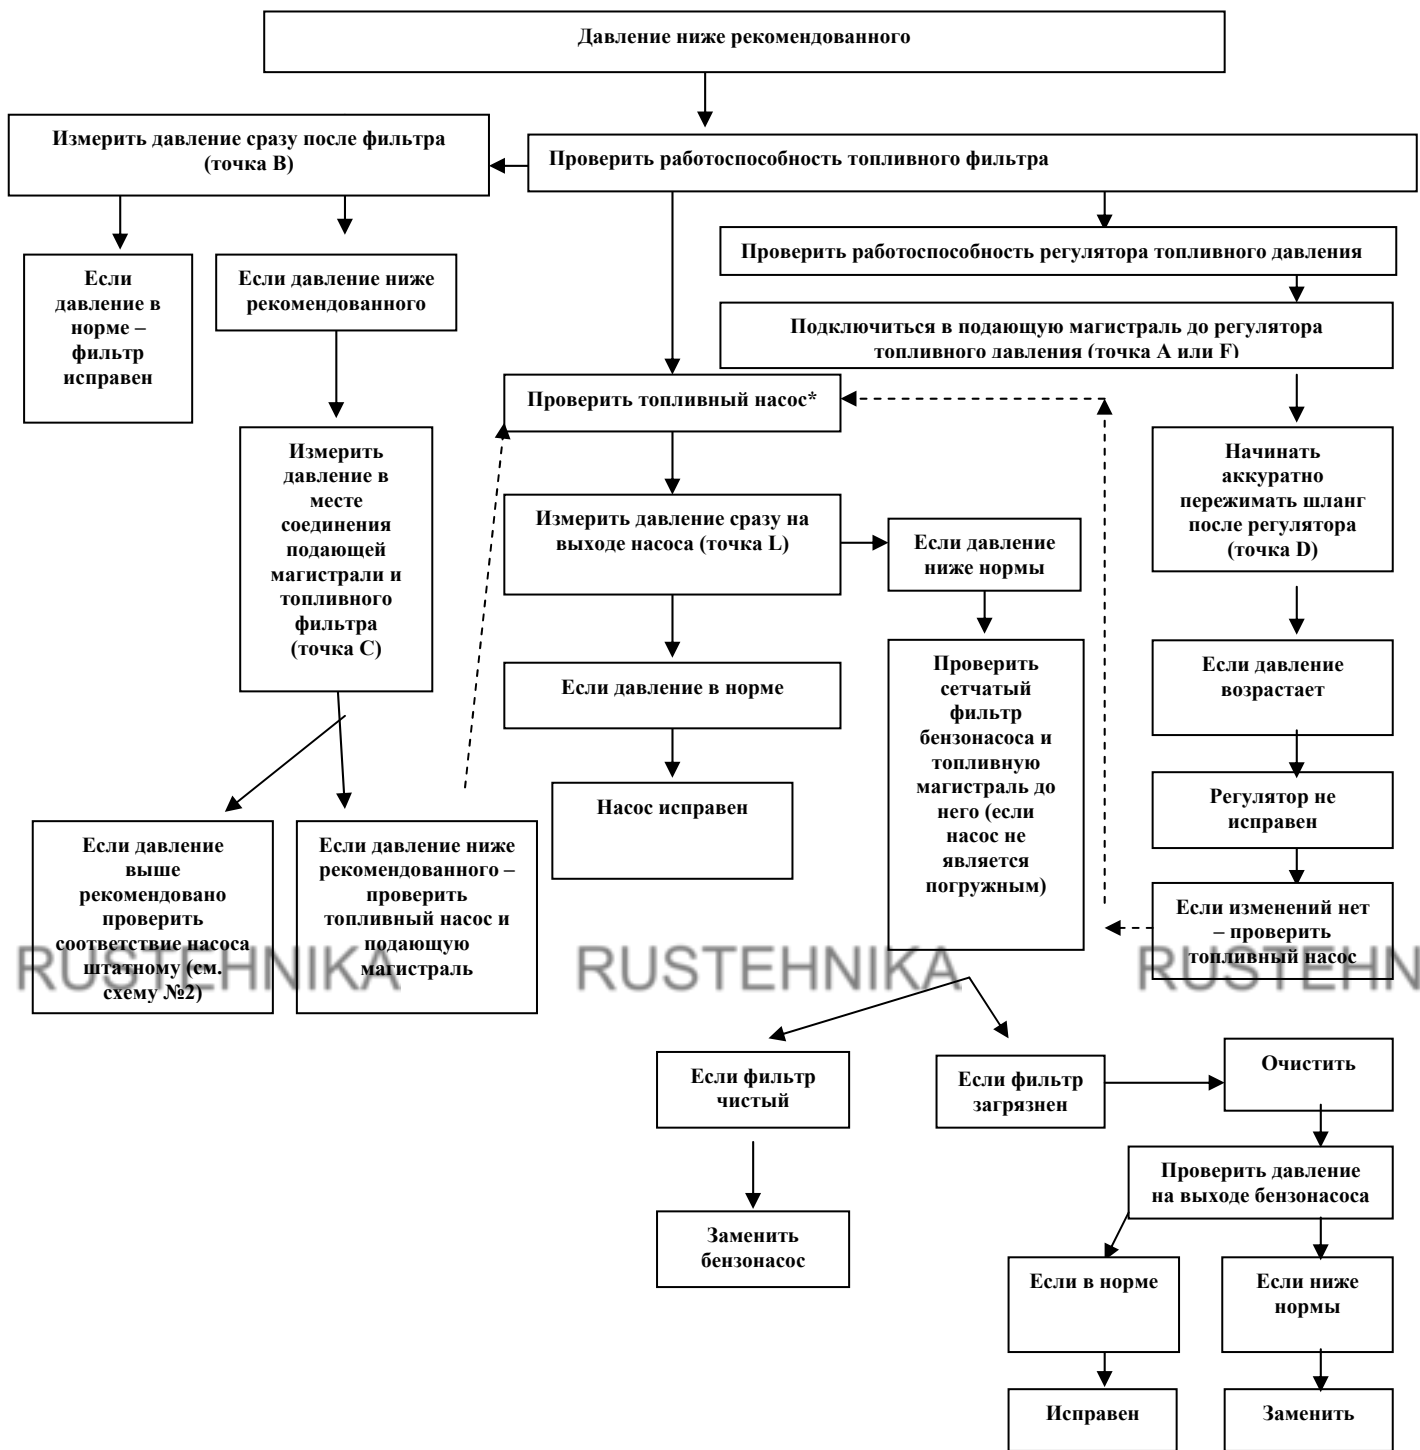 Давление ниже рекомендованного
Измерить давление сразу после фильтра
(точка В)
Проверить работоспособность топливного фильтра
Если
давление в
норме –
фильтр
исправен
Если давление ниже
рекомендованного
Проверить работоспособность регулятора топливного давления
Подключиться в подающую магистраль до регулятора
топливного давления (точка А или F)
Проверить топливный насос*
Измерить
давление в
месте
соединения
подающей
магистрали и
топливного
фильтра
(точка С)
Начинать
аккуратно
пережимать шланг
после регулятора
(точка D)
Измерить давление сразу на
выходе насоса (точка L)
Если давление
ниже нормы
Если давление в норме
Проверить
сетчатый
фильтр
бензонасоса и
топливную
магистраль до
него (если
насос не
является
погружным)
Если давление
возрастает
Насос исправен
Регулятор не
исправен
Если давление
выше
рекомендовано
проверить
соответствие насоса
штатному (см.
схему №2)
Если давление ниже
рекомендованного –
проверить
топливный насос и
подающую
магистраль
Если изменений нет
– проверить
топливный насос
RUSTEHNIKA
RUSTEHNIKA
RUSTEHN
Если фильтр
чистый
Если фильтр
загрязнен
Очистить
Проверить давление
на выходе бензонасоса
Заменить
бензонасос
Если в норме
Если ниже
нормы
Исправен
Заменить